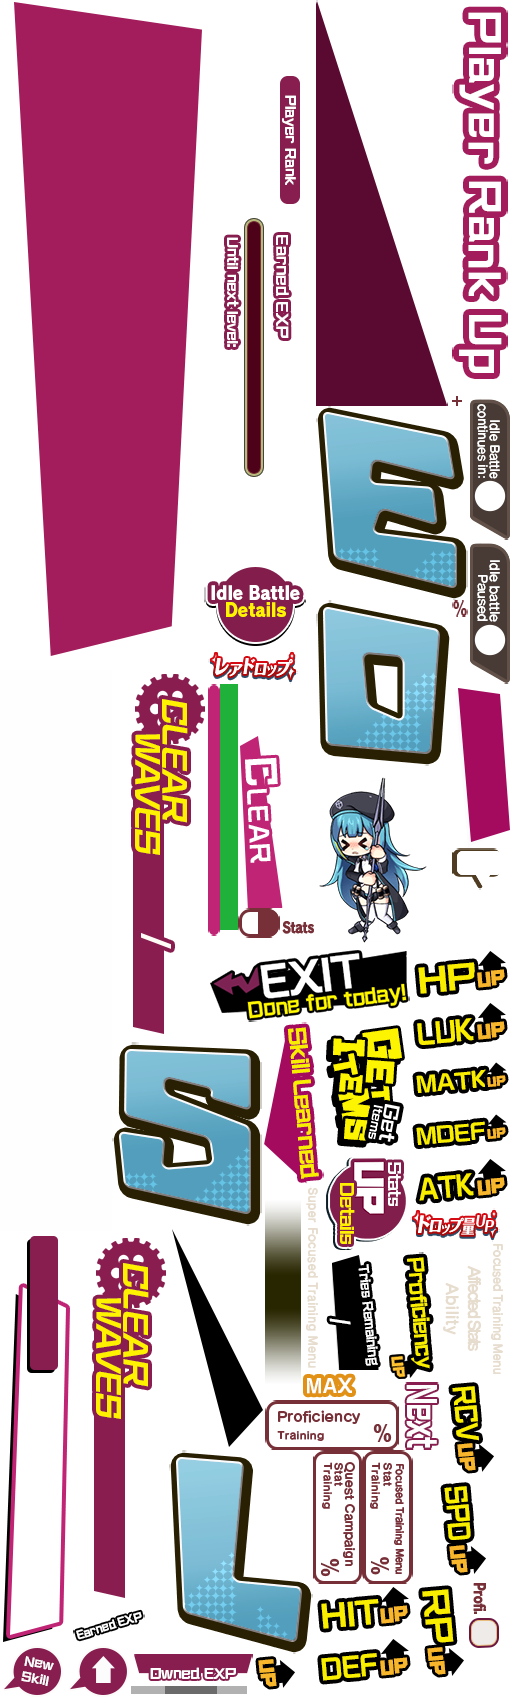 Player Rank Up
Player Rank
Earned EXP
Until next level:
+
Idle Battle
continues in:
E
Idle battle
Paused
%
Idle Battle
Details
O
レアドロップ
CLEAR
WAVES
/
CLEAR
Stats
EXIT
Done for today!
HP UP
LUK UP
MATK UP
MDEF UP
ATK UP
ドロップ量UP
Skill Learned
GET
ITEMS
Get
Items
S
Stats
UP
Details
Super Focused Training Menu
Focused Training Menu
Affected Stats
Ability
Tries Remaining
/
Proficiency
UP
CLEAR
WAVES
MAX
Next
Proficiency
Training
%
RCV UP
Quest Campaign
Stat
Training
%
Focused Training Menu
Stat
Training
%
SPD UP
L
Profi.
HIT UP
RP UP
DEF UP
Earned EXP
New
Skill
Owned EXP
UP